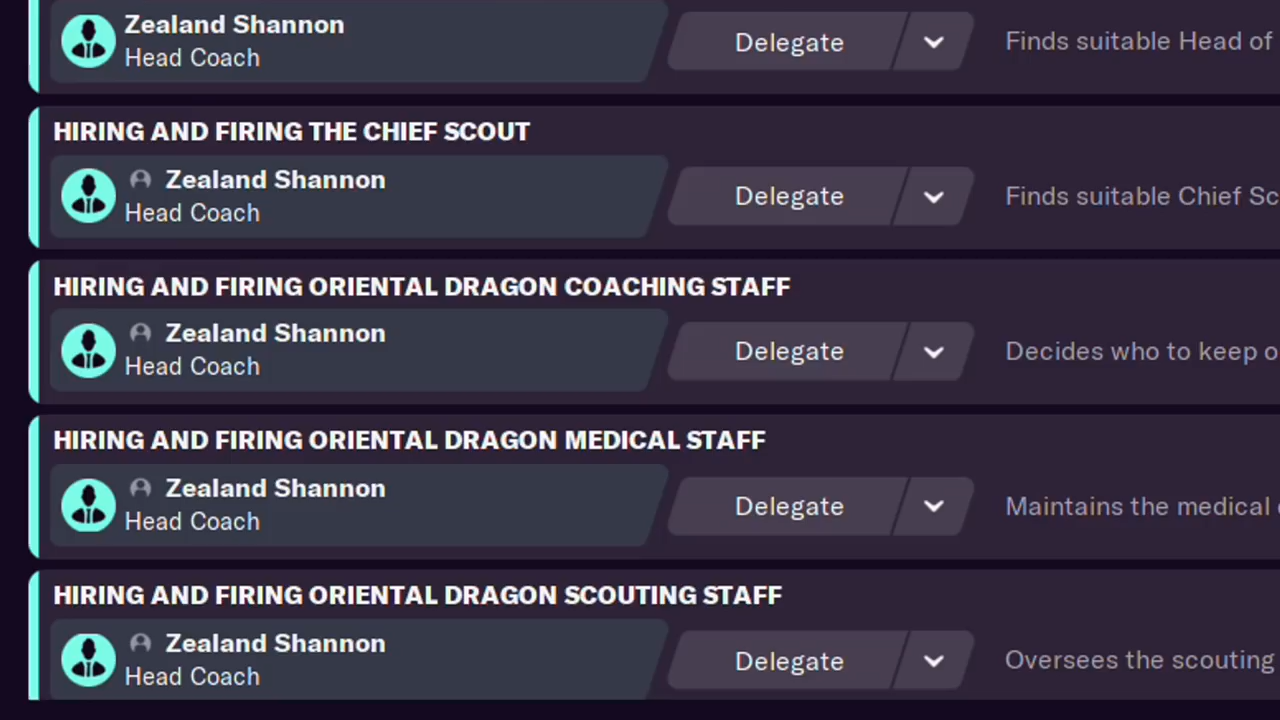 Zealand Shannon
Head Coach
Delegate
Finds suitable Head of
HIRING AND FIRING THE CHIEF SCOUT
Zealand Shannon
Head Coach
Delegate
Finds suitable Chief Sc
HIRING AND FIRING ORIENTAL DRAGON COACHING STAFF
Zealand Shannon
Head Coach
Delegate
Decides who to keep o
HIRING AND FIRING ORIENTAL DRAGON MEDICAL STAFF
Zealand Shannon
Head Coach
Delegate
Maintains the medical
HIRING AND FIRING ORIENTAL DRAGON SCOUTING STAFF
Zealand Shannon
Head Coach
Delegate
Oversees the scouting